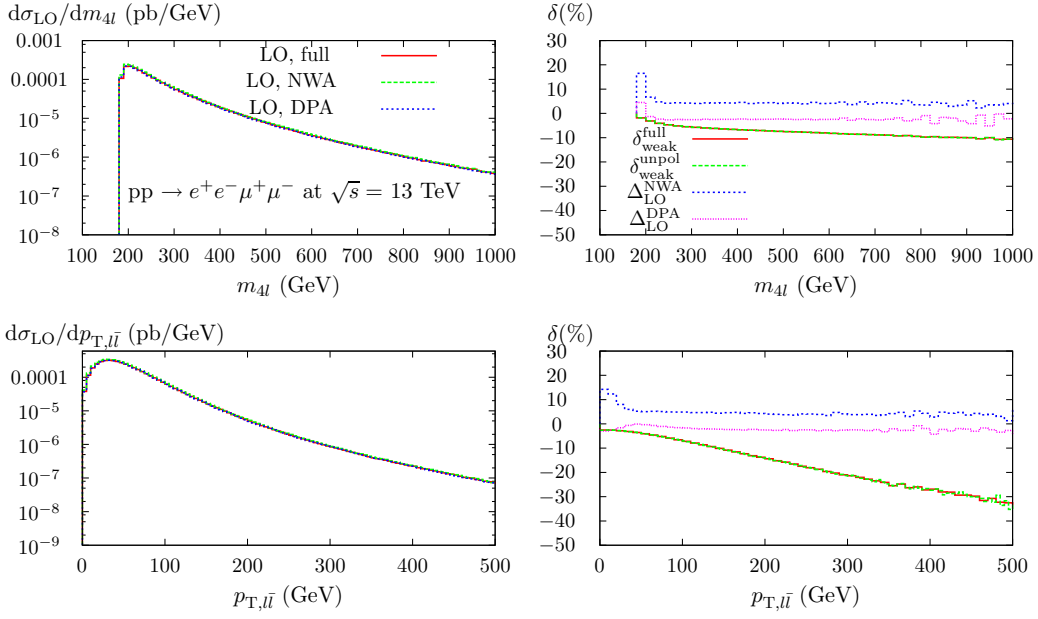 dσ_LO/dm_4l (pb/GeV)
0.001
0.0001
10^−5
10^−6
10^−7
10^−8
LO, full
LO, NWA
LO, DPA
pp → e^+e^−μ^+μ^− at √s = 13 TeV
100 200 300 400 500 600 700 800 900 1000
m_4l (GeV)
δ(%)
30
20
10
0
−10
−20
−30
−40
−50
δ^full_weak
δ^unpol_weak
Δ^NWA_LO
Δ^DPA_LO
100 200 300 400 500 600 700 800 900 1000
m_4l (GeV)
dσ_LO/dp_T,ll̄ (pb/GeV)
0.0001
10^−5
10^−6
10^−7
10^−8
10^−9
0 100 200 300 400 500
p_T,ll̄ (GeV)
δ(%)
30
20
10
0
−10
−20
−30
−40
−50
0 100 200 300 400 500
p_T,ll̄ (GeV)